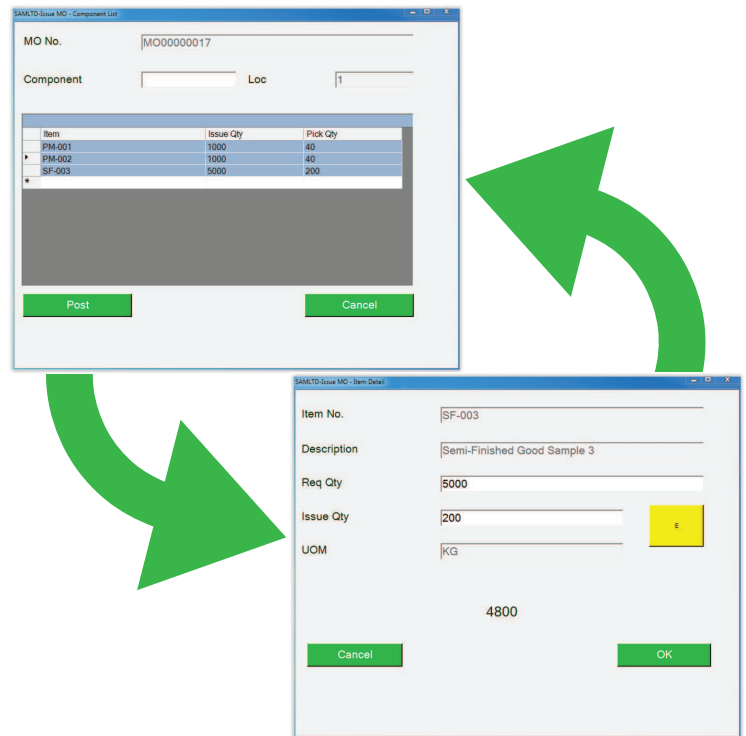 SAMLTD-Issue MO - Component List
MO No. MO00000017
Component Loc 1
Item Issue Qty Pick Qty
PM-001 1000 40
PM-002 1000 40
SF-003 5000 200
Post Cancel
SAMLTD-Issue MO - Item Detail
Item No. SF-003
Description Semi-Finished Good Sample 3
Req Qty 5000
Issue Qty 200 E
UOM KG
4800
Cancel OK